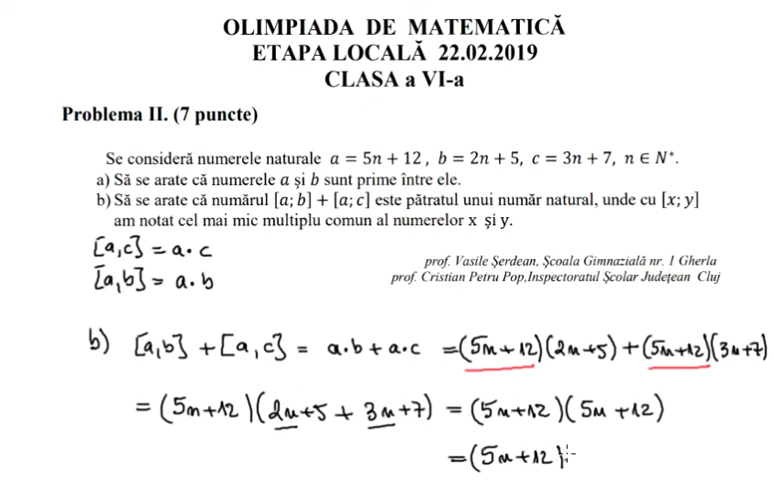 OLIMPIADA DE MATEMATICĂ
ETAPA LOCALĂ 22.02.2019
CLASA a VI-a
Problema II. (7 puncte)
Se consideră numerele naturale a = 5n + 12 , b = 2n + 5, c = 3n + 7, n ∈ N*.
a) Să se arate că numerele a și b sunt prime între ele.
b) Să se arate că numărul [a; b] + [a; c] este pătratul unui număr natural, unde cu [x; y]
am notat cel mai mic multiplu comun al numerelor x și y.
[a,c] = a·c
[a,b] = a·b
prof. Vasile Șerdean, Școala Gimnazială nr. 1 Gherla
prof. Cristian Petru Pop,Inspectoratul Școlar Județean Cluj
b) [a,b] + [a,c] = a·b + a·c = (5n+12)(2n+5) + (5n+12)(3n+7)
= (5n+12)(2n+5 + 3n+7) = (5n+12)(5n+12)
= (5n+12)